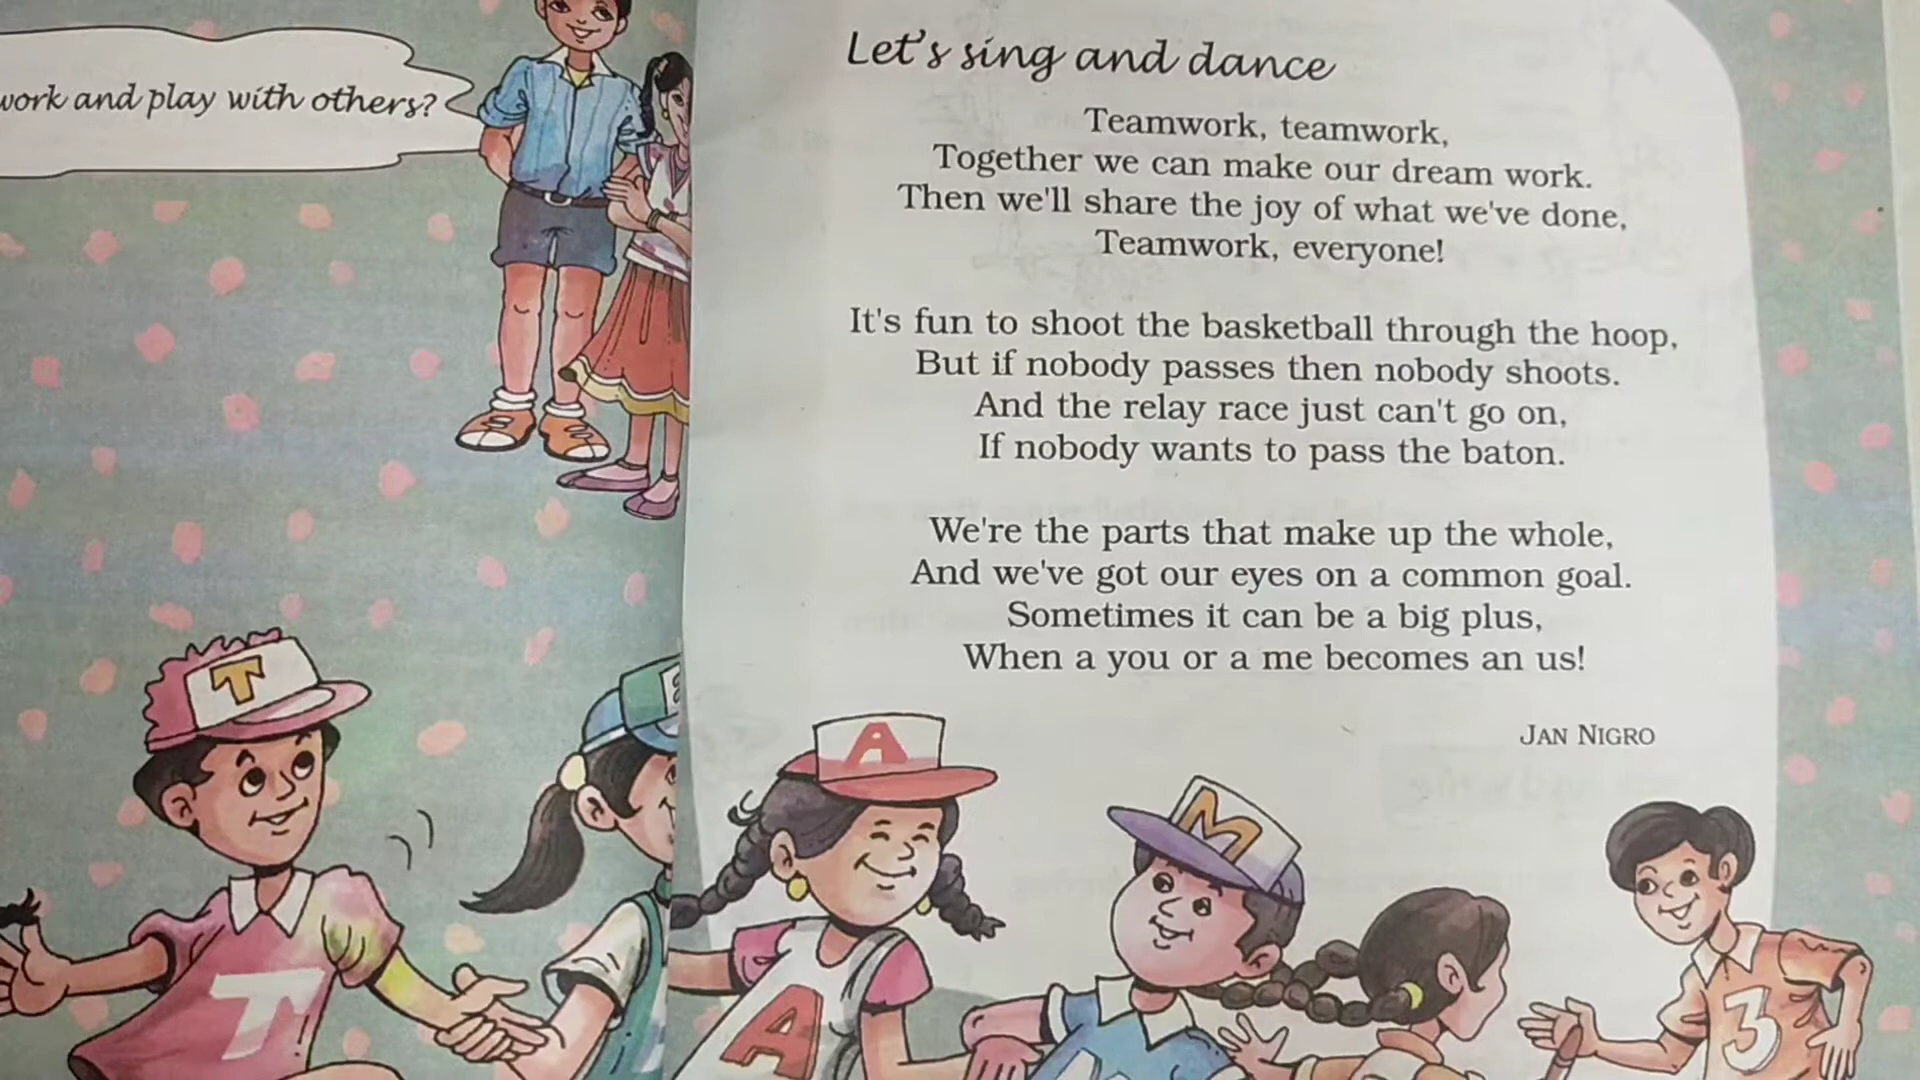 work and play with others?
Let's sing and dance
Teamwork, teamwork,
Together we can make our dream work.
Then we'll share the joy of what we've done,
Teamwork, everyone!
It's fun to shoot the basketball through the hoop,
But if nobody passes then nobody shoots.
And the relay race just can't go on,
If nobody wants to pass the baton.
We're the parts that make up the whole,
And we've got our eyes on a common goal.
Sometimes it can be a big plus,
When a you or a me becomes an us!
JAN NIGRO
T
A
M
T
A
3